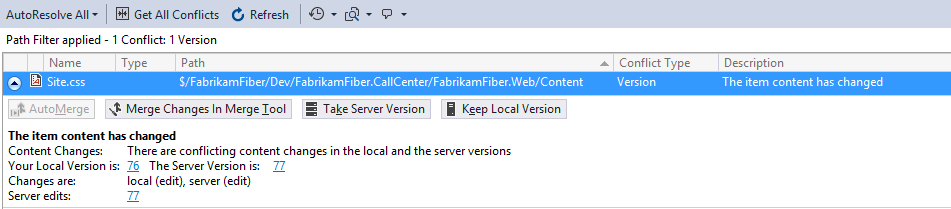 AutoResolve All Get All Conflicts Refresh
Path Filter applied - 1 Conflict: 1 Version
Name Type Path Conflict Type Description
Site.css $/FabrikamFiber/Dev/FabrikamFiber.CallCenter/FabrikamFiber.Web/Content Version The item content has changed
AutoMerge Merge Changes In Merge Tool Take Server Version Keep Local Version
The item content has changed
Content Changes: There are conflicting content changes in the local and the server versions
Your Local Version is: 76 The Server Version is: 77
Changes are: local (edit), server (edit)
Server edits: 77